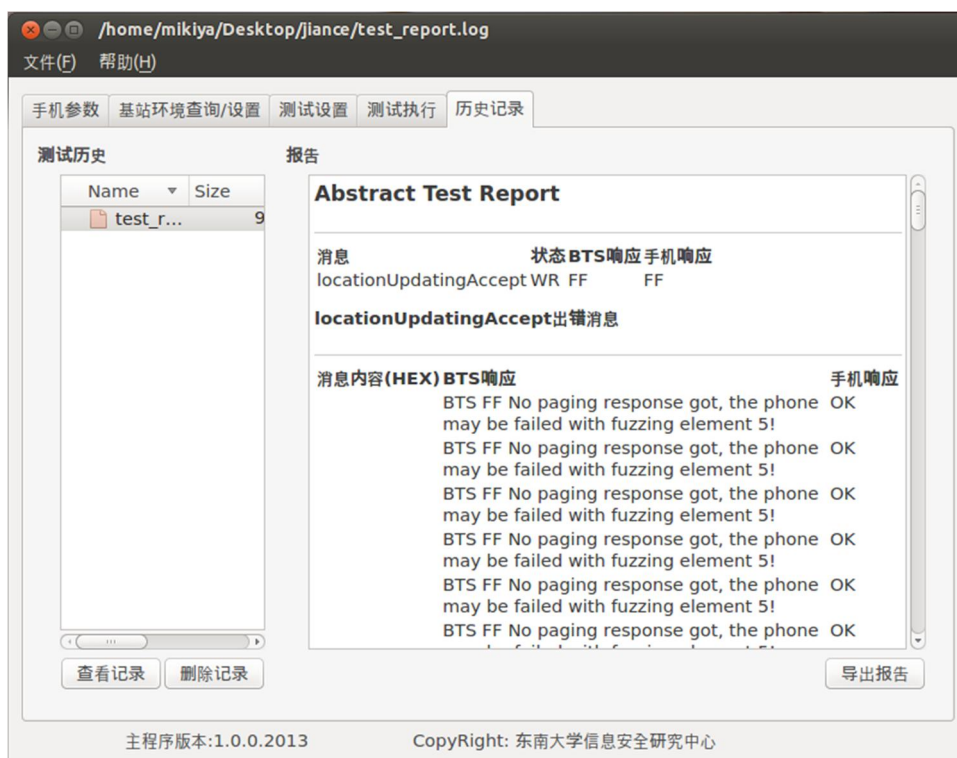 /home/mikiya/Desktop/jiance/test_report.log
文件(F) 帮助(H)
手机参数 基站环境查询/设置 测试设置 测试执行 历史记录
测试历史 报告
Name Size
test_r... 9
Abstract Test Report
消息 状态 BTS响应 手机响应
locationUpdatingAccept WR FF FF
locationUpdatingAccept出错消息
消息内容(HEX) BTS响应 手机响应
BTS FF No paging response got, the phone OK
may be failed with fuzzing element 5!
BTS FF No paging response got, the phone OK
may be failed with fuzzing element 5!
BTS FF No paging response got, the phone OK
may be failed with fuzzing element 5!
BTS FF No paging response got, the phone OK
may be failed with fuzzing element 5!
BTS FF No paging response got, the phone OK
may be failed with fuzzing element 5!
BTS FF No paging response got, the phone OK
查看记录 删除记录 导出报告
主程序版本:1.0.0.2013 CopyRight: 东南大学信息安全研究中心